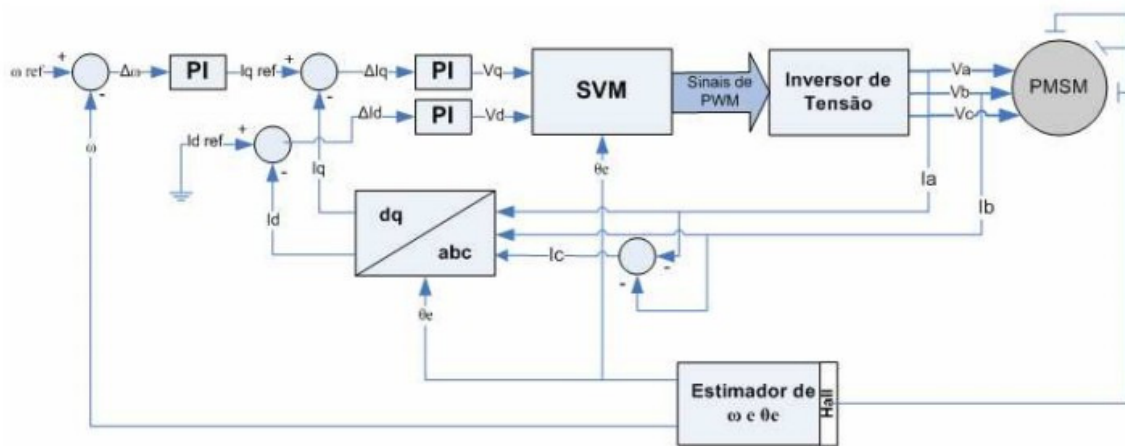 ω ref
+
-
Δω
PI
Iq ref
+
-
ΔIq
PI
Vq
SVM
Sinais de
PWM
Inversor de
Tensão
Va
Vb
Vc
PMSM
Id ref
+
-
ΔId
PI
Vd
ω
Iq
Id
θe
Ia
Ib
dq
abc
Ic
-
-
θe
Estimador de
ω e θe
Hall